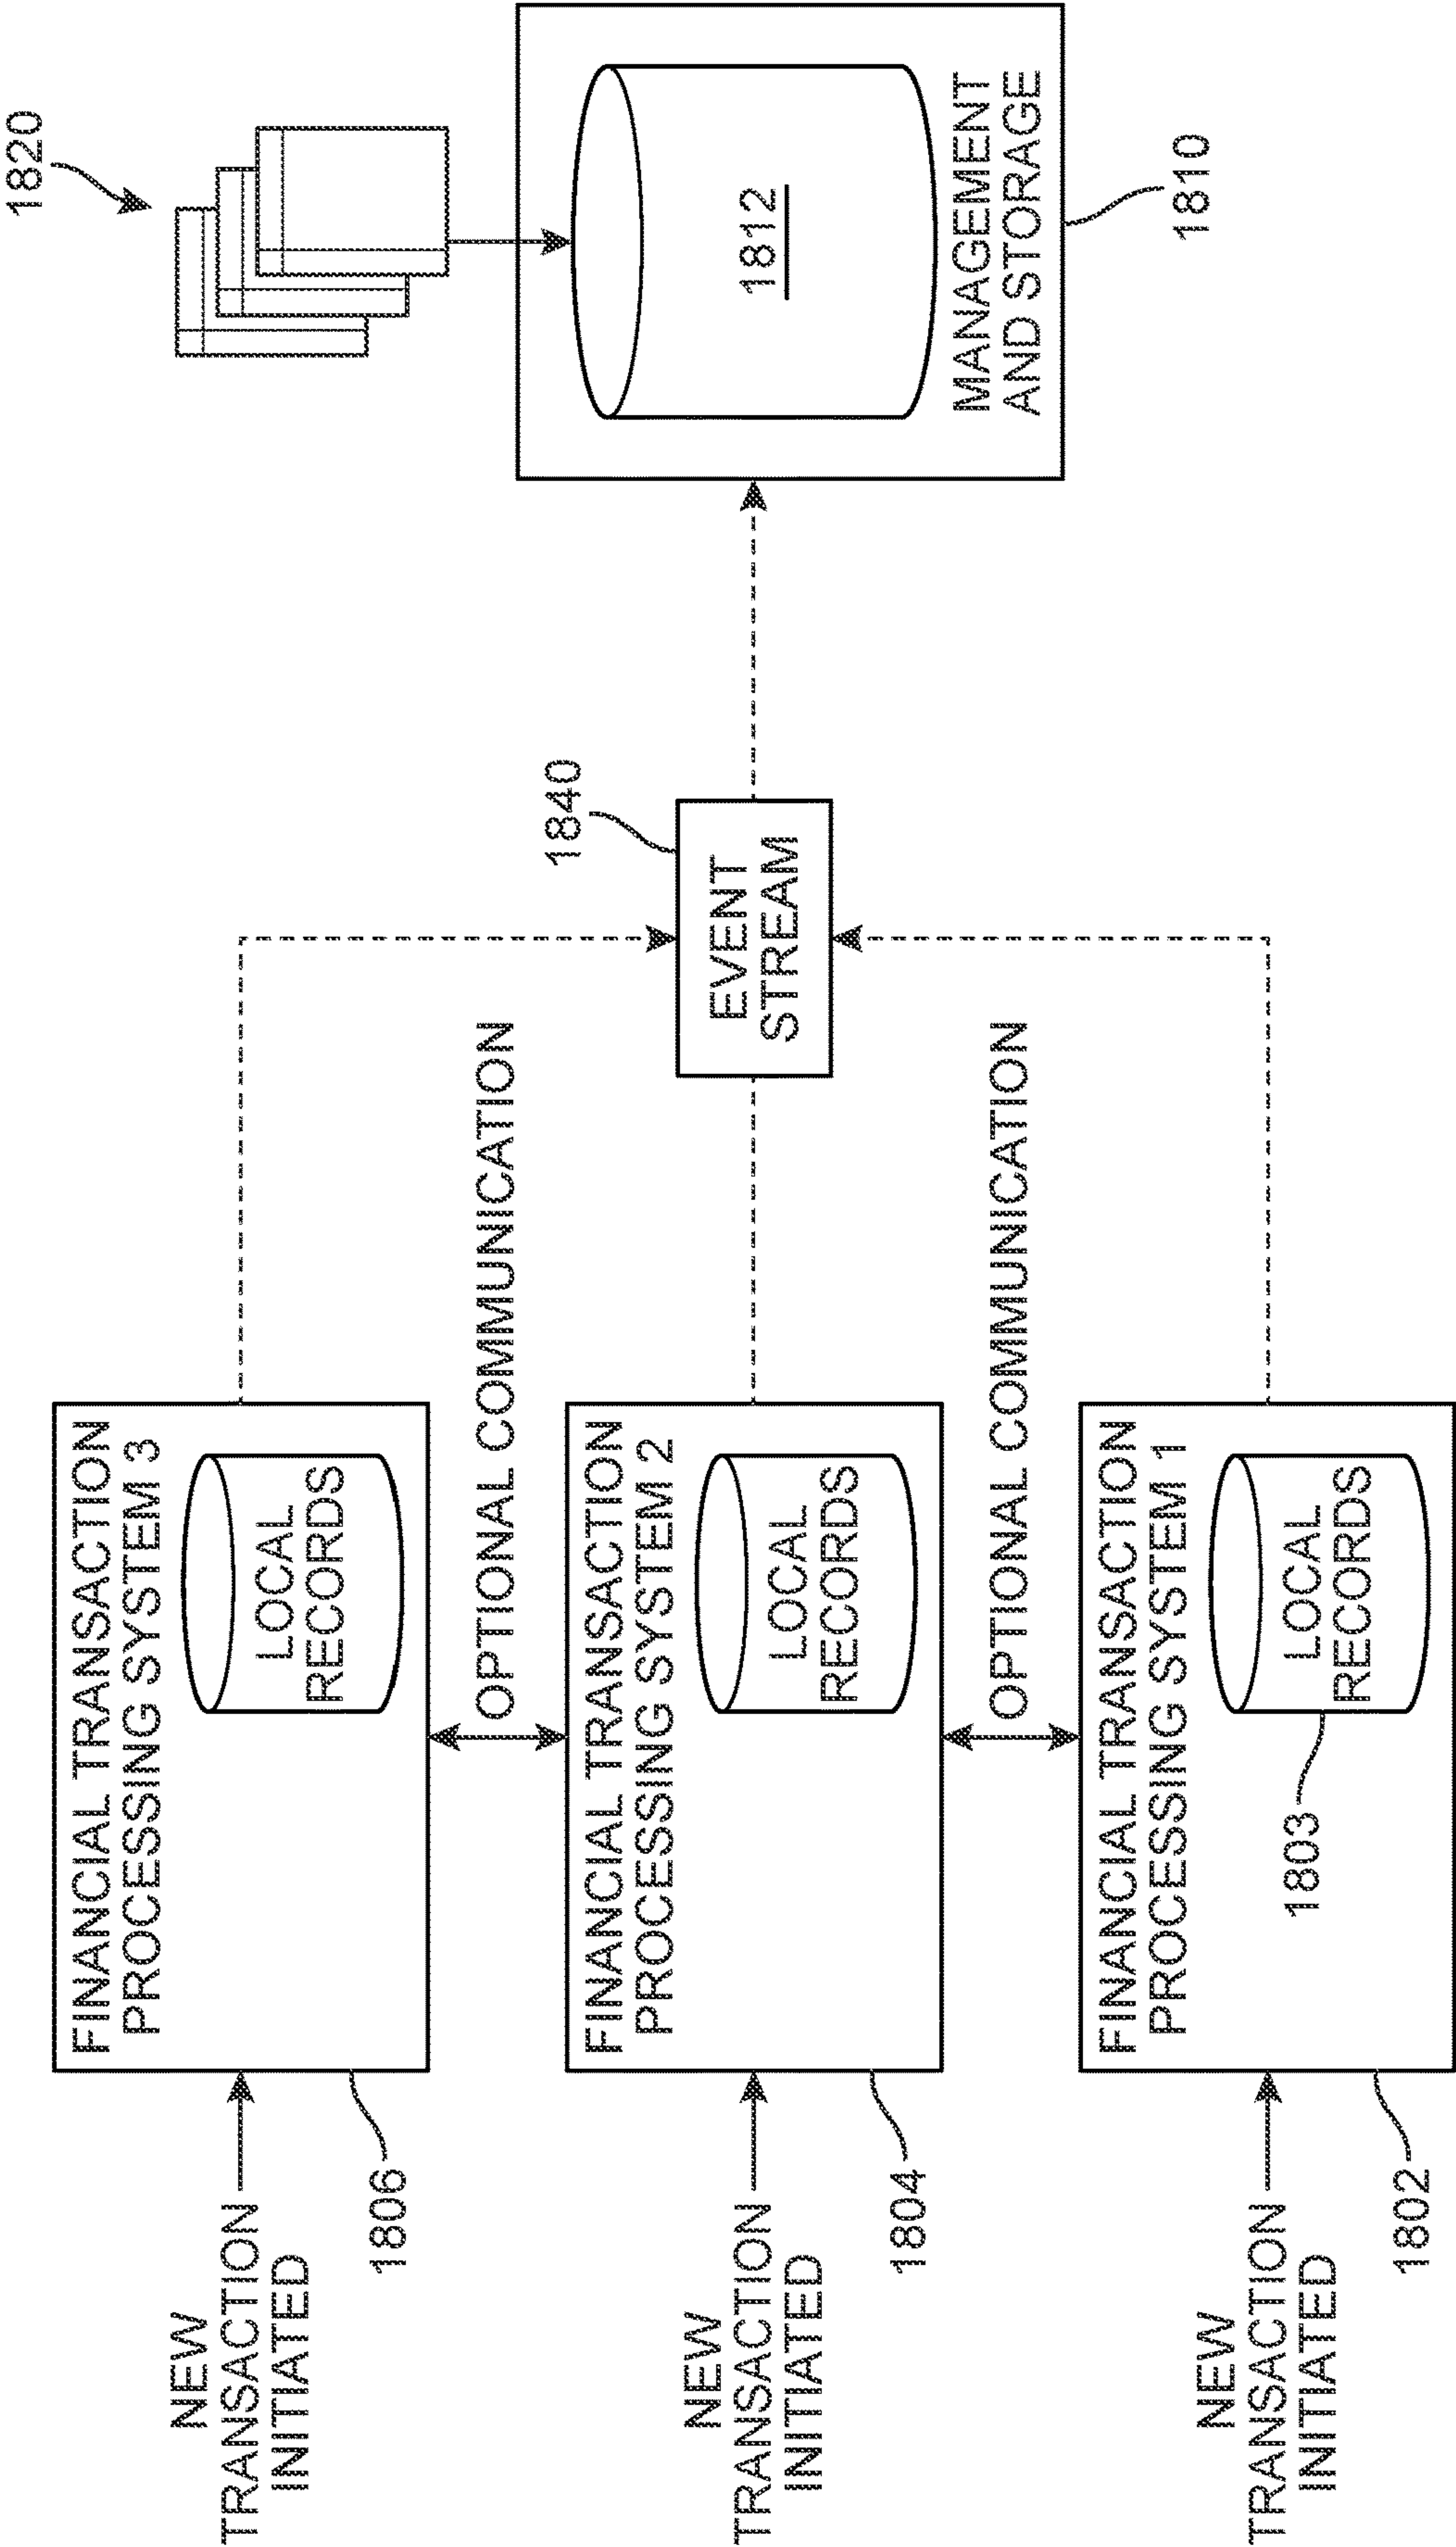 NEW
TRANSACTION
INITIATED
1806
FINANCIAL TRANSACTION
PROCESSING SYSTEM 3
LOCAL
RECORDS
OPTIONAL COMMUNICATION
NEW
TRANSACTION
INITIATED
1804
FINANCIAL TRANSACTION
PROCESSING SYSTEM 2
LOCAL
RECORDS
OPTIONAL COMMUNICATION
NEW
TRANSACTION
INITIATED
1802
FINANCIAL TRANSACTION
PROCESSING SYSTEM 1
1803
LOCAL
RECORDS
1840
EVENT
STREAM
1820
1812
MANAGEMENT
AND STORAGE
1810